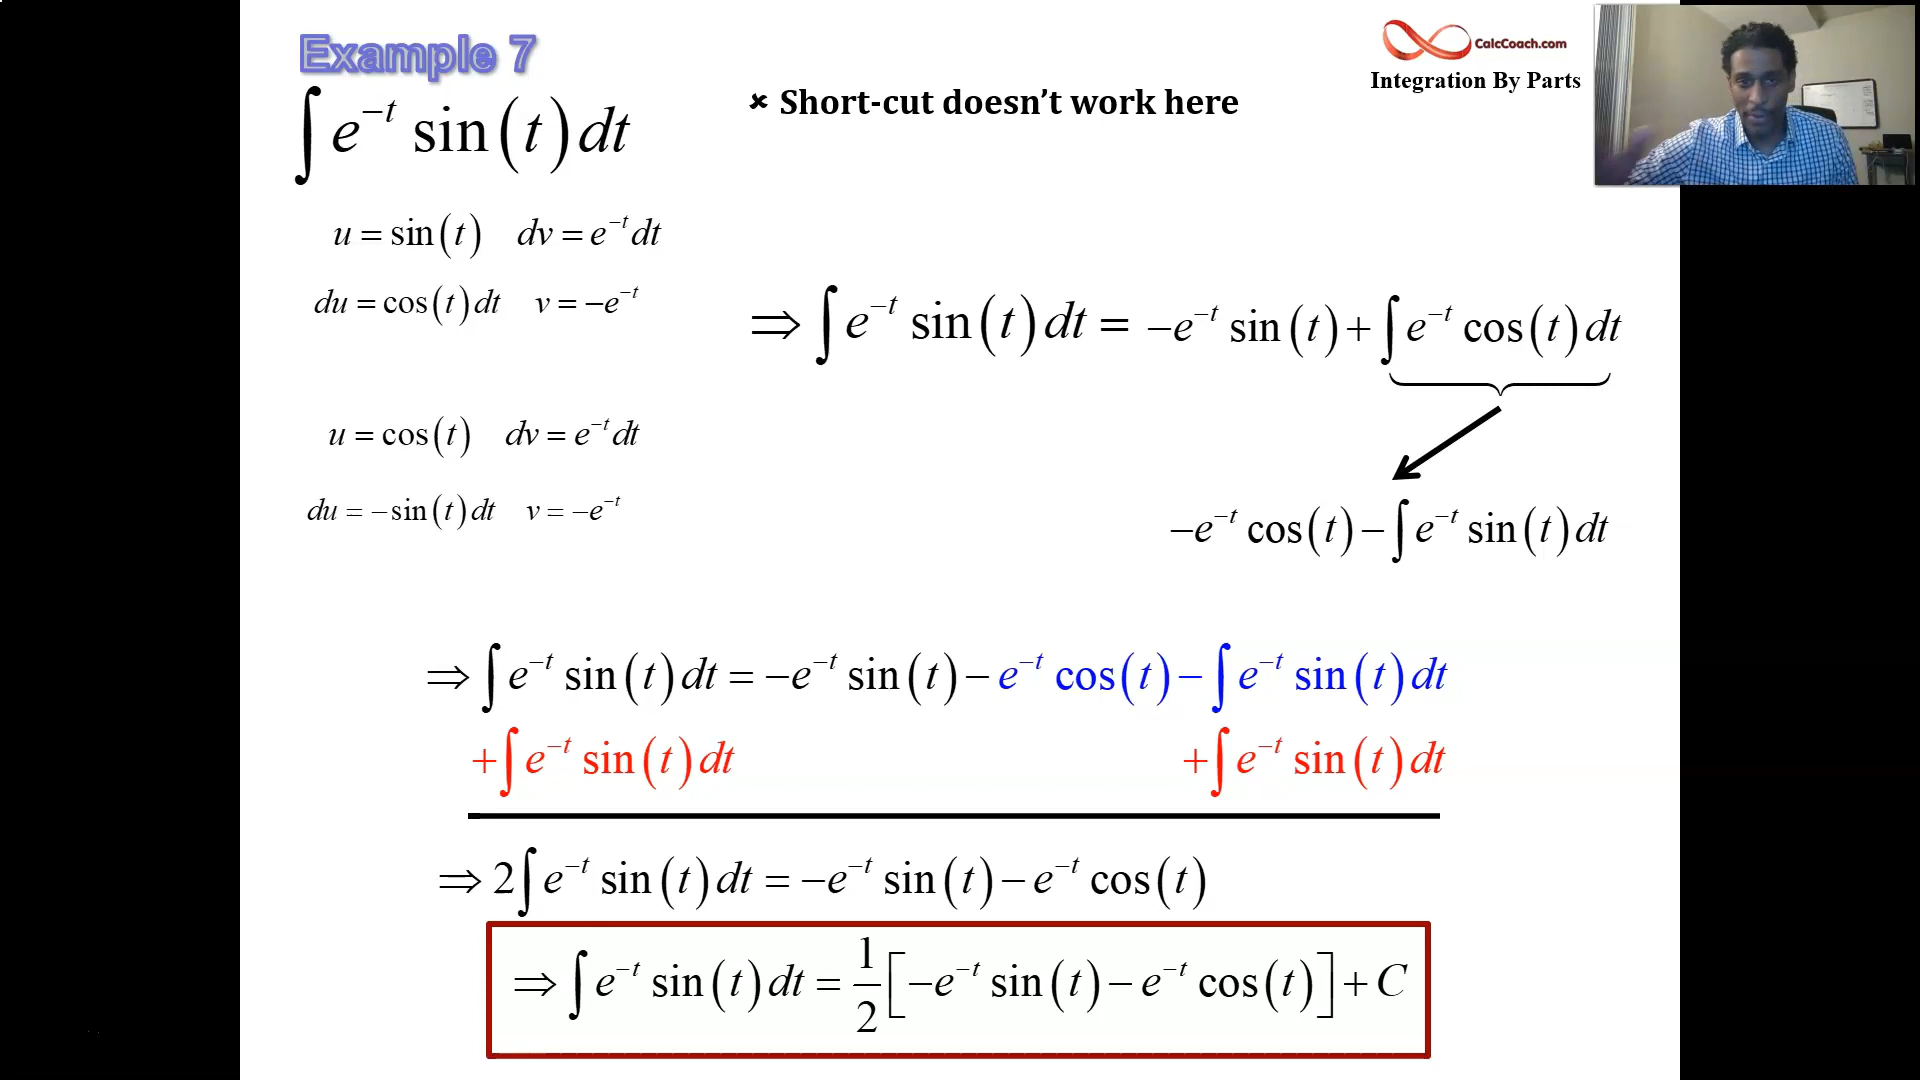 Example 7
CalcCoach.com
Integration By Parts
× Short-cut doesn’t work here
∫ e^{−t} sin(t) dt
u = sin(t) dv = e^{−t} dt
du = cos(t) dt v = −e^{−t}
⇒ ∫ e^{−t} sin(t) dt = −e^{−t} sin(t) + ∫ e^{−t} cos(t) dt
u = cos(t) dv = e^{−t} dt
du = −sin(t) dt v = −e^{−t}
−e^{−t} cos(t) − ∫ e^{−t} sin(t) dt
⇒ ∫ e^{−t} sin(t) dt = −e^{−t} sin(t) − e^{−t} cos(t) − ∫ e^{−t} sin(t) dt
+∫ e^{−t} sin(t) dt +∫ e^{−t} sin(t) dt
⇒ 2∫ e^{−t} sin(t) dt = −e^{−t} sin(t) − e^{−t} cos(t)
⇒ ∫ e^{−t} sin(t) dt = 1/2 [−e^{−t} sin(t) − e^{−t} cos(t)] + C